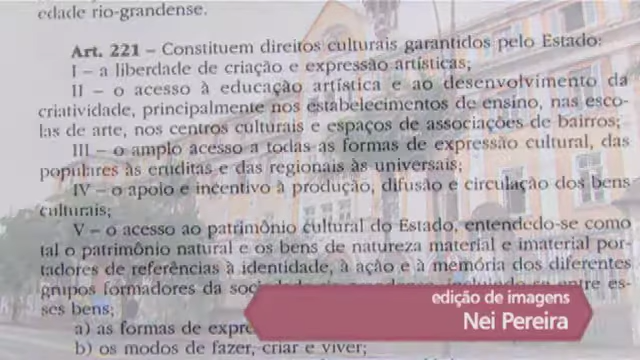 edade rio-grandense.
Art. 221 – Constituem direitos culturais garantidos pelo Estado:
I – a liberdade de criação e expressão artísticas;
II – o acesso à educação artística e ao desenvolvimento da
criatividade, principalmente nos estabelecimentos de ensino, nas esco-
las de arte, nos centros culturais e espaços de associações de bairros;
III – o amplo acesso a todas as formas de expressão cultural, das
populares às eruditas e das regionais às universais;
IV – o apoio e incentivo à produção, difusão e circulação dos bens
culturais;
V – o acesso ao patrimônio cultural do Estado, entendedo-se como
tal o patrimônio natural e os bens de natureza material e imaterial por-
tadores de referências à identidade, à ação e à memória dos diferentes
grupos formadores da entre es-
ses bens;
a) as formas de expre
b) os modos de fazer, criar e viver;
edição de imagens
Nei Pereira